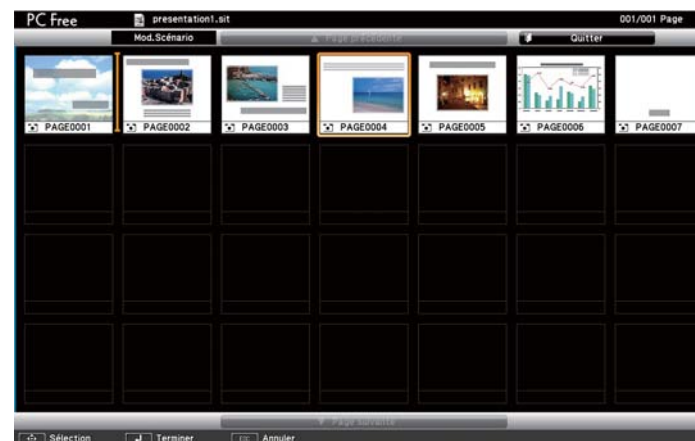 PC Free presentation1.sit 001/001 Page
Mod.Scénario ▲ Page précédente Quitter
PAGE0001 PAGE0002 PAGE0003 PAGE0004 PAGE0005 PAGE0006 PAGE0007
▼ Page suivante
Sélection Terminer Esc Annuler